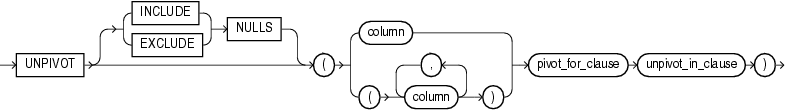 INCLUDE
EXCLUDE
NULLS
UNPIVOT
(
column
( column , )
pivot_for_clause
unpivot_in_clause
)